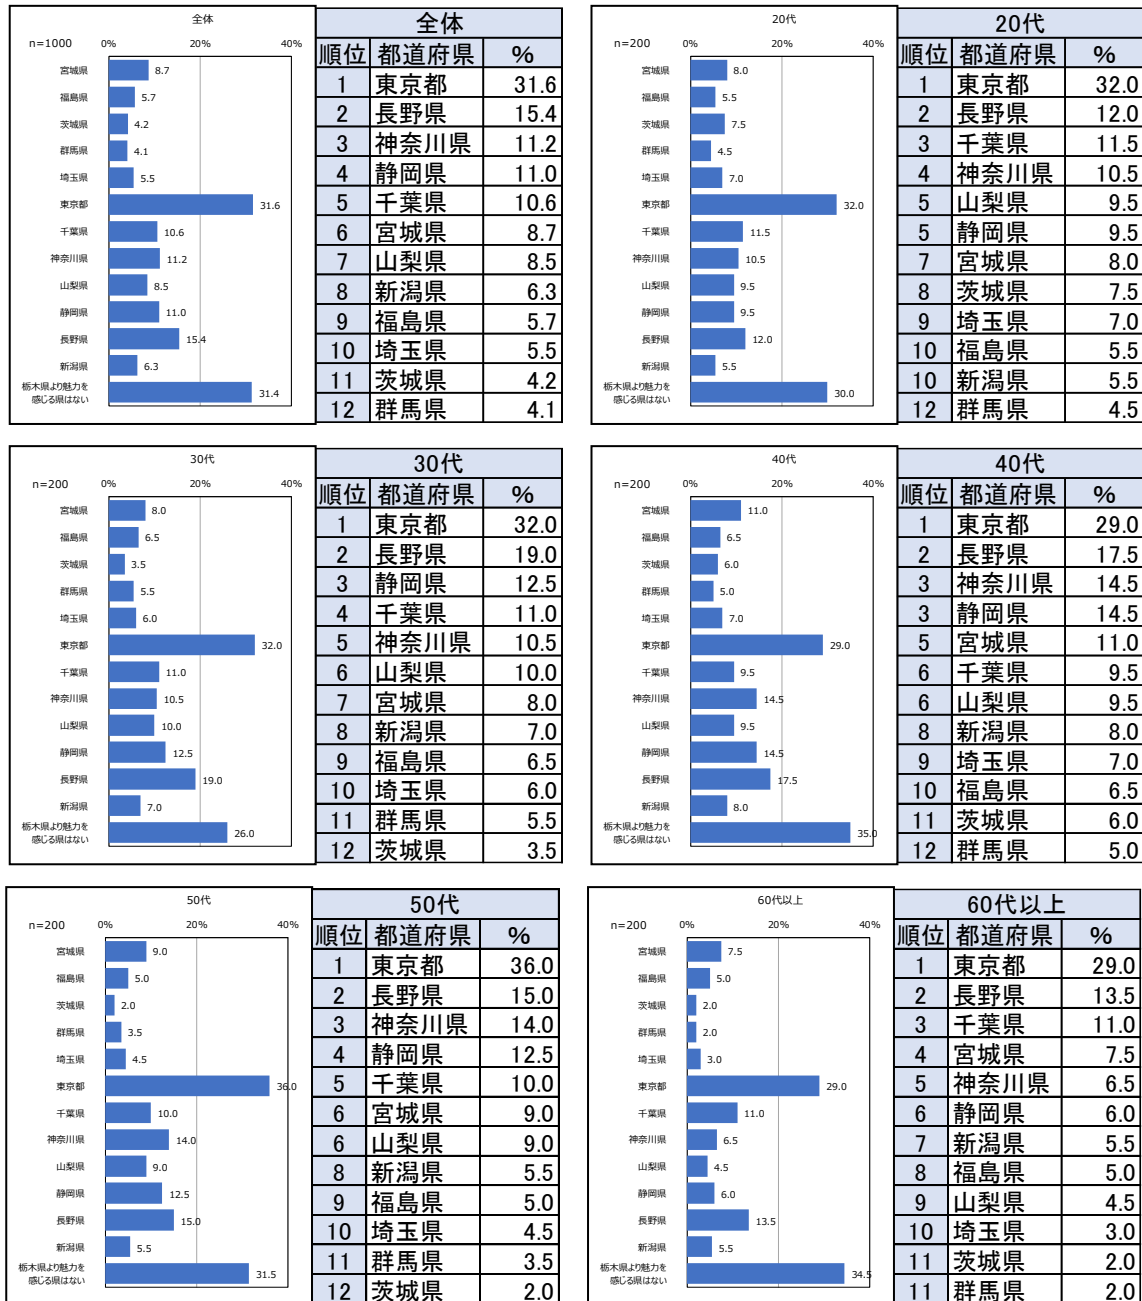 全体
n=1000
0% 20% 40%
宮城県 8.7
福島県 5.7
茨城県 4.2
群馬県 4.1
埼玉県 5.5
東京都 31.6
千葉県 10.6
神奈川県 11.2
山梨県 8.5
静岡県 11.0
長野県 15.4
新潟県 6.3
栃木県より魅力を
感じる県はない 31.4
全体
順位 都道府県 %
1 東京都 31.6
2 長野県 15.4
3 神奈川県 11.2
4 静岡県 11.0
5 千葉県 10.6
6 宮城県 8.7
7 山梨県 8.5
8 新潟県 6.3
9 福島県 5.7
10 埼玉県 5.5
11 茨城県 4.2
12 群馬県 4.1
20代
n=200
0% 20% 40%
宮城県 8.0
福島県 5.5
茨城県 7.5
群馬県 4.5
埼玉県 7.0
東京都 32.0
千葉県 11.5
神奈川県 10.5
山梨県 9.5
静岡県 9.5
長野県 12.0
新潟県 5.5
栃木県より魅力を
感じる県はない 30.0
20代
順位 都道府県 %
1 東京都 32.0
2 長野県 12.0
3 千葉県 11.5
4 神奈川県 10.5
5 山梨県 9.5
5 静岡県 9.5
7 宮城県 8.0
8 茨城県 7.5
9 埼玉県 7.0
10 福島県 5.5
10 新潟県 5.5
12 群馬県 4.5
30代
n=200
0% 20% 40%
宮城県 8.0
福島県 6.5
茨城県 3.5
群馬県 5.5
埼玉県 6.0
東京都 32.0
千葉県 11.0
神奈川県 10.5
山梨県 10.0
静岡県 12.5
長野県 19.0
新潟県 7.0
栃木県より魅力を
感じる県はない 26.0
30代
順位 都道府県 %
1 東京都 32.0
2 長野県 19.0
3 静岡県 12.5
4 千葉県 11.0
5 神奈川県 10.5
6 山梨県 10.0
7 宮城県 8.0
8 新潟県 7.0
9 福島県 6.5
10 埼玉県 6.0
11 群馬県 5.5
12 茨城県 3.5
40代
n=200
0% 20% 40%
宮城県 11.0
福島県 6.5
茨城県 6.0
群馬県 5.0
埼玉県 7.0
東京都 29.0
千葉県 9.5
神奈川県 14.5
山梨県 9.5
静岡県 14.5
長野県 17.5
新潟県 8.0
栃木県より魅力を
感じる県はない 35.0
40代
順位 都道府県 %
1 東京都 29.0
2 長野県 17.5
3 神奈川県 14.5
3 静岡県 14.5
5 宮城県 11.0
6 千葉県 9.5
6 山梨県 9.5
8 新潟県 8.0
9 埼玉県 7.0
10 福島県 6.5
11 茨城県 6.0
12 群馬県 5.0
50代
n=200
0% 20% 40%
宮城県 9.0
福島県 5.0
茨城県 2.0
群馬県 3.5
埼玉県 4.5
東京都 36.0
千葉県 10.0
神奈川県 14.0
山梨県 9.0
静岡県 12.5
長野県 15.0
新潟県 5.5
栃木県より魅力を
感じる県はない 31.5
50代
順位 都道府県 %
1 東京都 36.0
2 長野県 15.0
3 神奈川県 14.0
4 静岡県 12.5
5 千葉県 10.0
6 宮城県 9.0
6 山梨県 9.0
8 新潟県 5.5
9 福島県 5.0
10 埼玉県 4.5
11 群馬県 3.5
12 茨城県 2.0
60代以上
n=200
0% 20% 40%
宮城県 7.5
福島県 5.0
茨城県 2.0
群馬県 2.0
埼玉県 3.0
東京都 29.0
千葉県 11.0
神奈川県 6.5
山梨県 4.5
静岡県 6.0
長野県 13.5
新潟県 5.5
栃木県より魅力を
感じる県はない 34.5
60代以上
順位 都道府県 %
1 東京都 29.0
2 長野県 13.5
3 千葉県 11.0
4 宮城県 7.5
5 神奈川県 6.5
6 静岡県 6.0
7 新潟県 5.5
8 福島県 5.0
9 山梨県 4.5
10 埼玉県 3.0
11 茨城県 2.0
11 群馬県 2.0